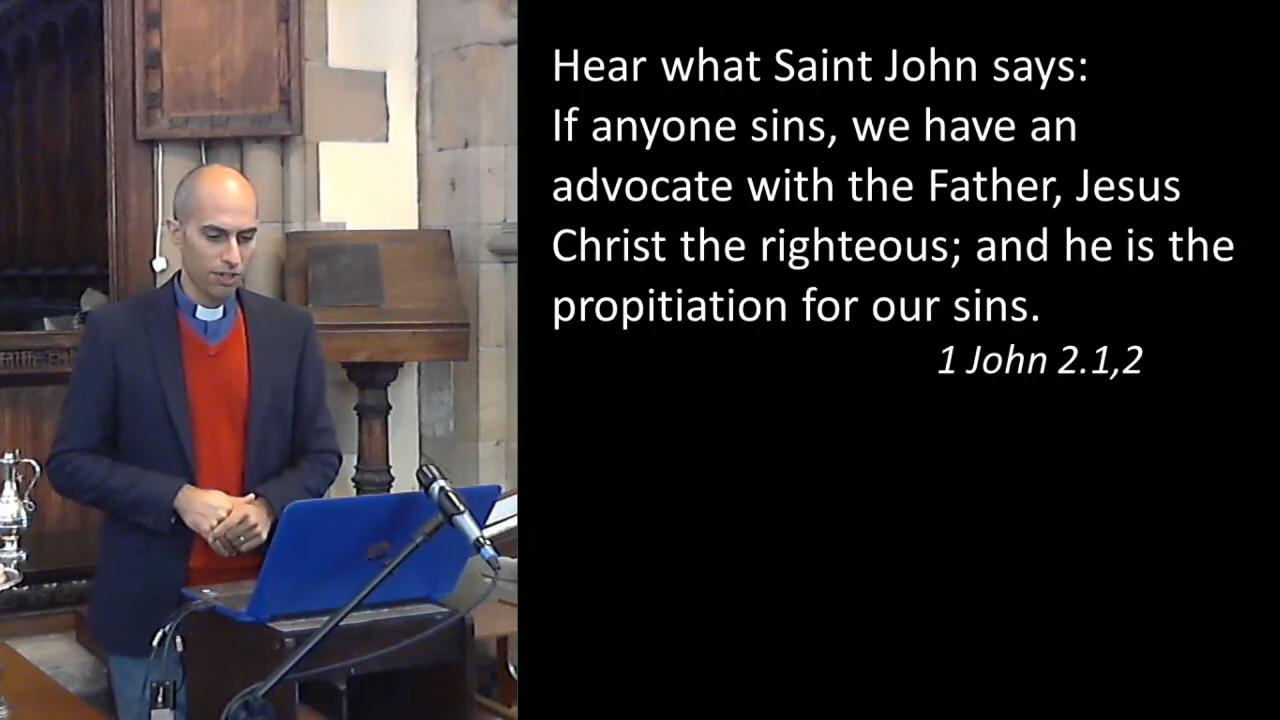 Hear what Saint John says:
If anyone sins, we have an
advocate with the Father, Jesus
Christ the righteous; and he is the
propitiation for our sins.
1 John 2.1,2